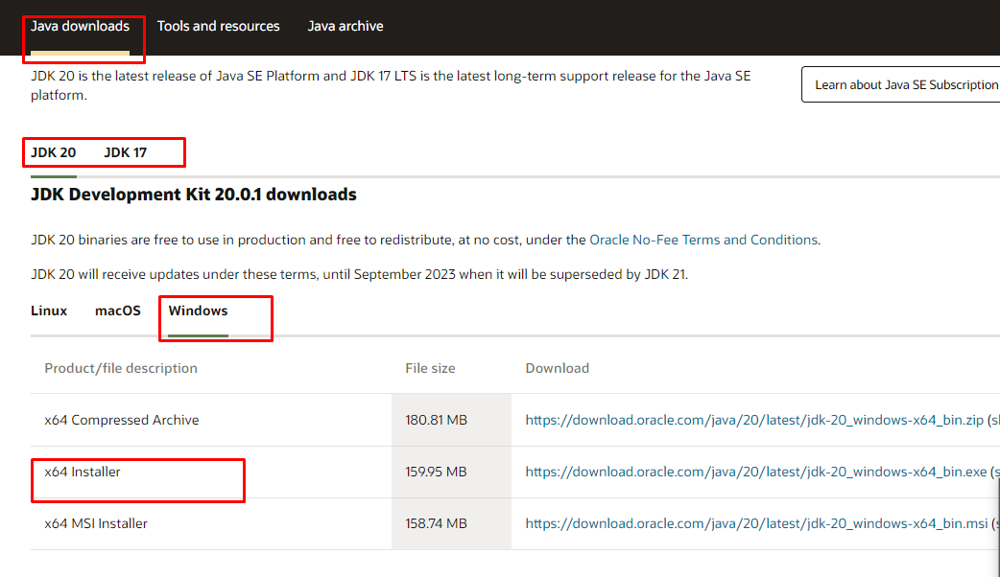 Java downloads Tools and resources Java archive
JDK 20 is the latest release of Java SE Platform and JDK 17 LTS is the latest long-term support release for the Java SE
platform.
Learn about Java SE Subscription
JDK 20 JDK 17
JDK Development Kit 20.0.1 downloads
JDK 20 binaries are free to use in production and free to redistribute, at no cost, under the Oracle No-Fee Terms and Conditions.
JDK 20 will receive updates under these terms, until September 2023 when it will be superseded by JDK 21.
Linux macOS Windows
Product/file description File size Download
x64 Compressed Archive 180.81 MB https://download.oracle.com/java/20/latest/jdk-20_windows-x64_bin.zip
x64 Installer 159.95 MB https://download.oracle.com/java/20/latest/jdk-20_windows-x64_bin.exe
x64 MSI Installer 158.74 MB https://download.oracle.com/java/20/latest/jdk-20_windows-x64_bin.msi